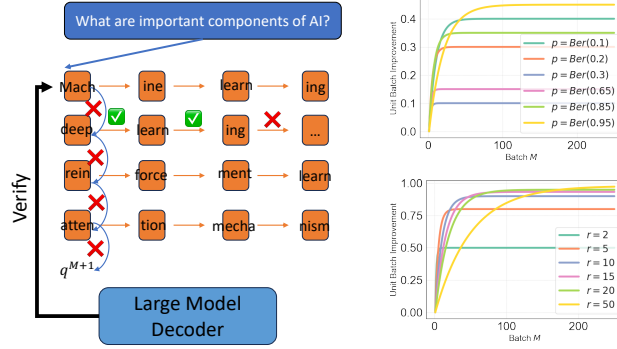 What are important components of AI?
Mach ine learn ing
deep learn ing ...
rein force ment learn
atten tion mecha nism
q^{M+1}
Verify
Large Model
Decoder
Unit Batch Improvement
0.4
0.3
0.2
0.1
0.0
p = Ber(0.1)
p = Ber(0.2)
p = Ber(0.3)
p = Ber(0.65)
p = Ber(0.85)
p = Ber(0.95)
0 100 200
Batch M
Unit Batch Improvement
1.00
0.75
0.50
0.25
0.00
r = 2
r = 5
r = 10
r = 15
r = 20
r = 50
0 100 200
Batch M